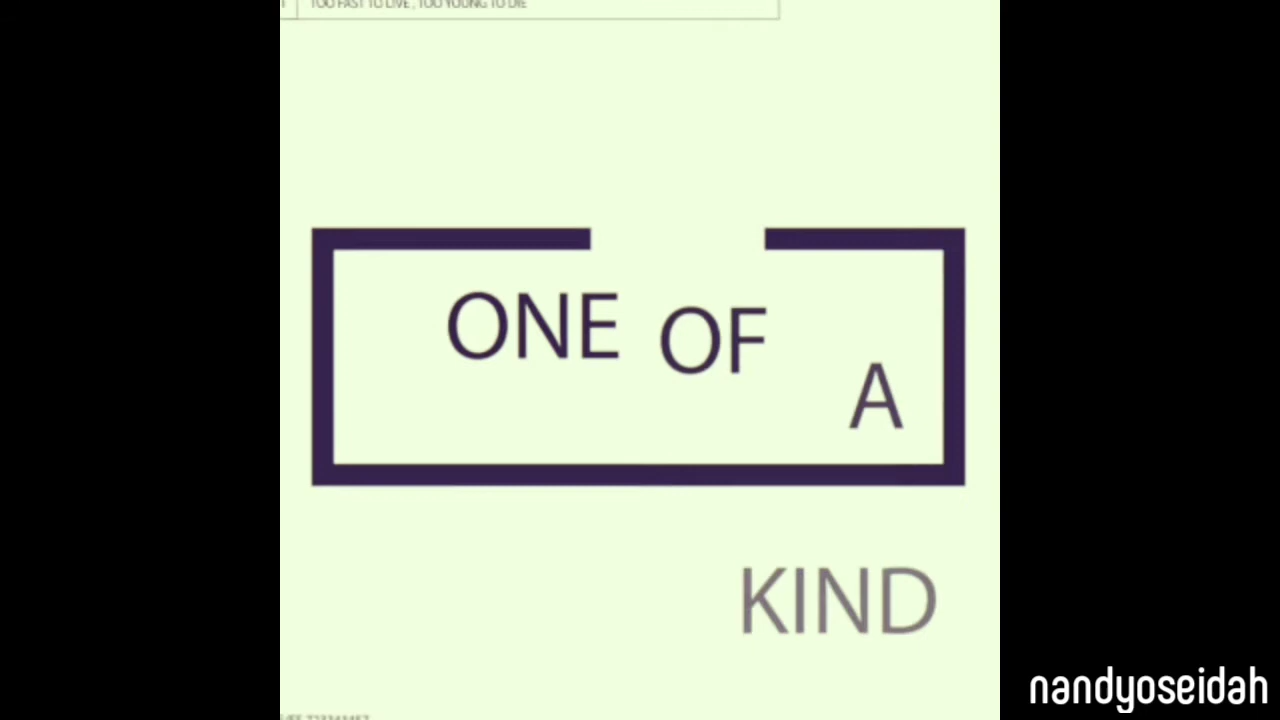 TOO FAST TO LIVE , TOO YOUNG TO DIE
ONE OF
A
KIND
nandyoseidah